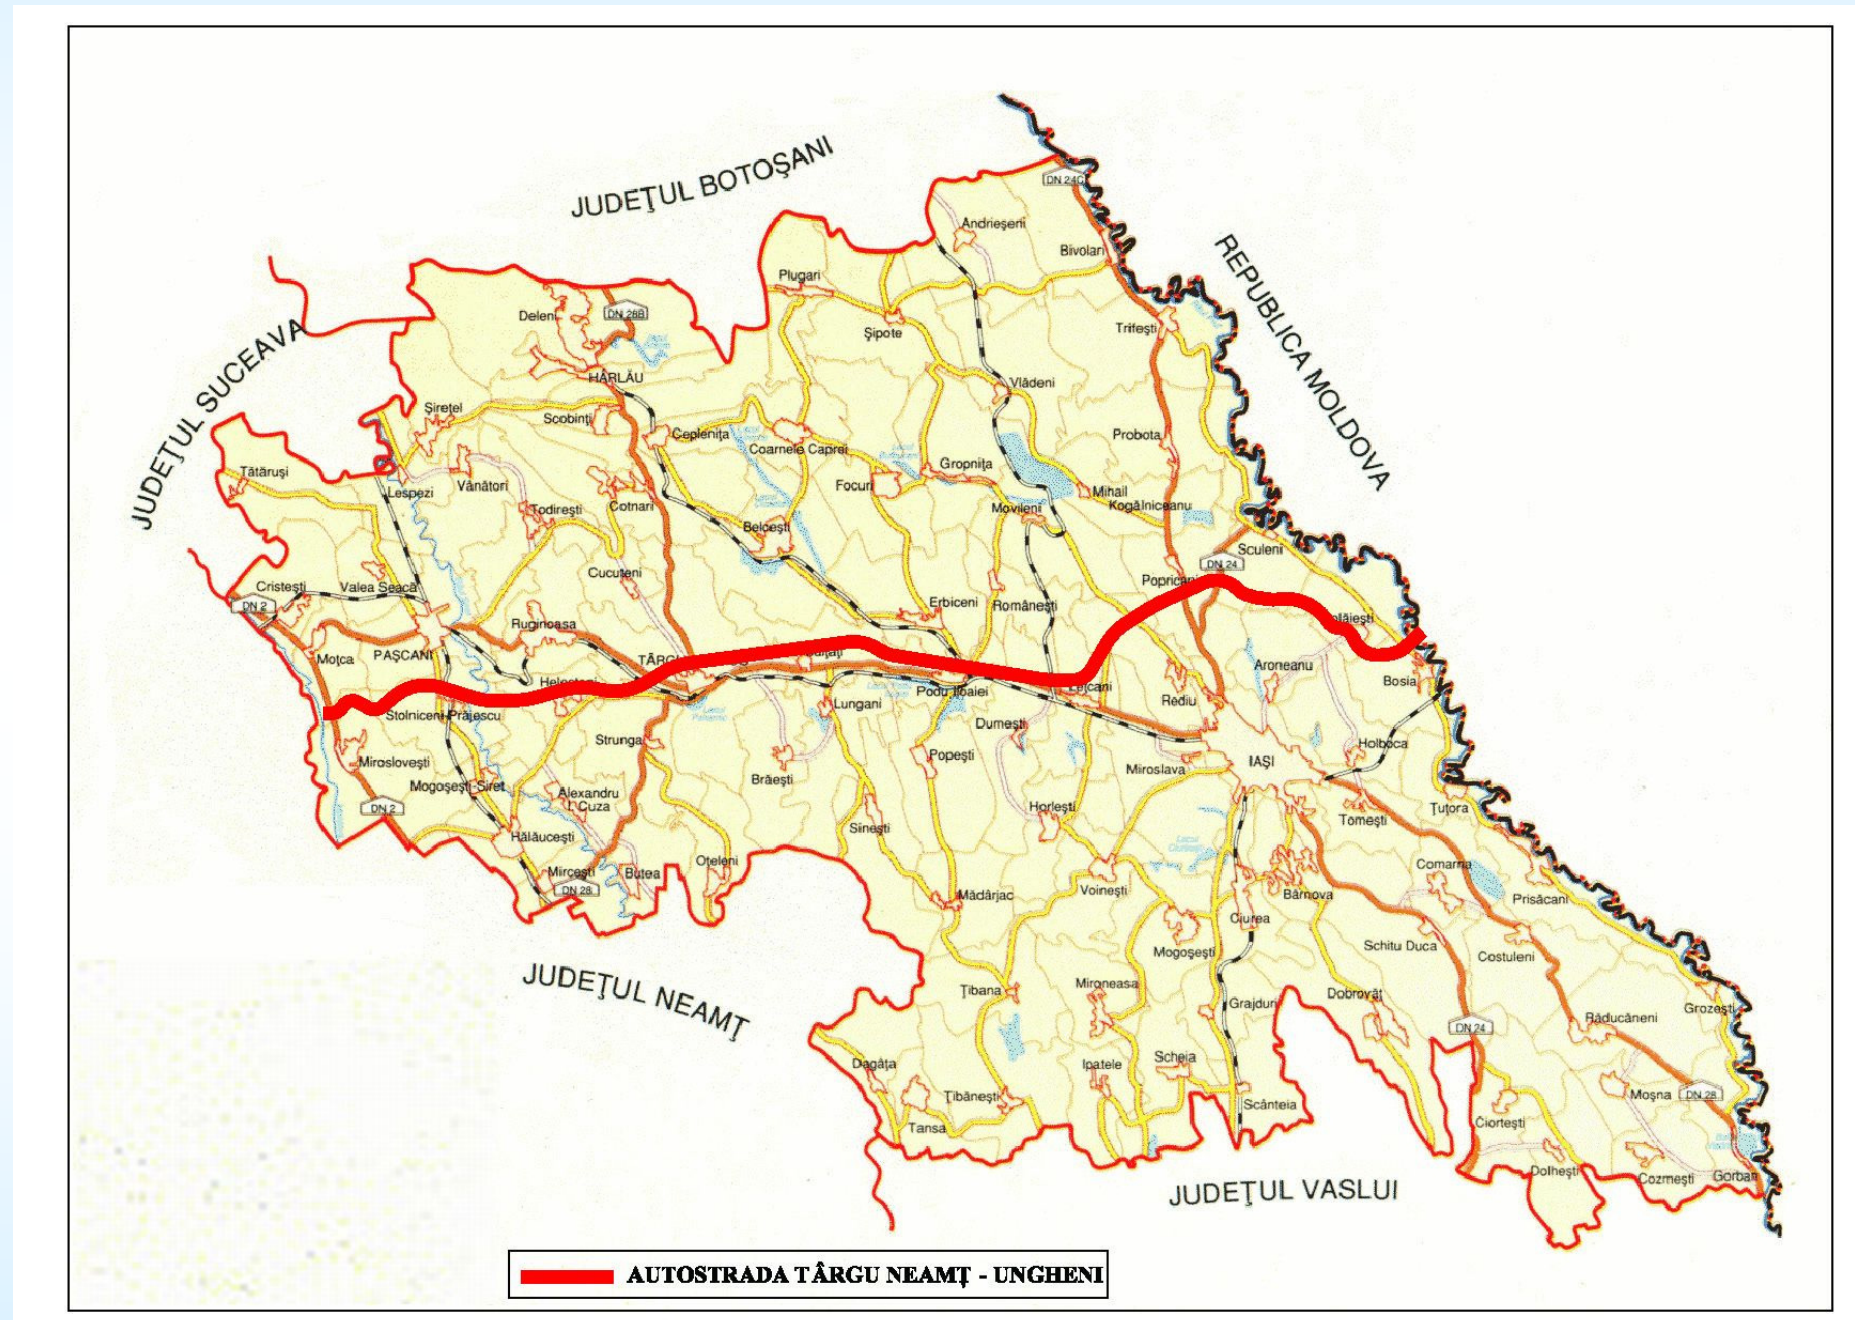 JUDEŢUL BOTOŞANI
JUDEŢUL SUCEAVA
REPUBLICA MOLDOVA
DN 24C
Andrieşeni
Bivolari
Plugari
Deleni
DN 28B
Şipote
Trifeşti
HÂRLĂU
Vlădeni
Şireţel
Scobinţi
Ceplenița
Coarnele Caprei
Probota
Tătăruşi
Lespezi
Vânători
Gropniţa
Focuri
Mihail
Kogălniceanu
Todireşti
Cotnari
Movileni
Belceşti
Sculeni
DN 24
Cucuteni
Popricani
Cristeşti
Valea Seacă
DN 2
Erbiceni
Româneşti
Ruginoasa
Moţca
PAŞCANI
Aroneanu
Bosia
Podu Iloaiei
Leţcani
Rediu
Stolniceni-Prăjescu
Lungani
Dumeşti
Strunga
Popeşti
Holboca
Mirosloveşti
Brăeşti
Miroslava
IAŞI
Mogoşeşti-Siret
Alexandru
I. Cuza
DN 2
Horleşti
Ţuţora
Tomeşti
Hălăuceşti
Sineşti
Oţeleni
Comarna
Mirceşti
Butea
DN 28
Voineşti
Bârnova
Mădârjac
Prisăcani
Ciurea
Mogoşeşti
Schitu Duca
Costuleni
JUDEŢUL NEAMŢ
Ţibana
Mironeasa
Grajduri
Dobrovăţ
Grozeşti
Răducăneni
DN 24
Dagâţa
Ipatele
Scheia
Ţibăneşti
Moşna
DN 28
Scânteia
Tansa
Ciorteşti
Dolheşti
Cozmeşti
Gorban
JUDEŢUL VASLUI
AUTOSTRADA TÂRGU NEAMŢ - UNGHENI